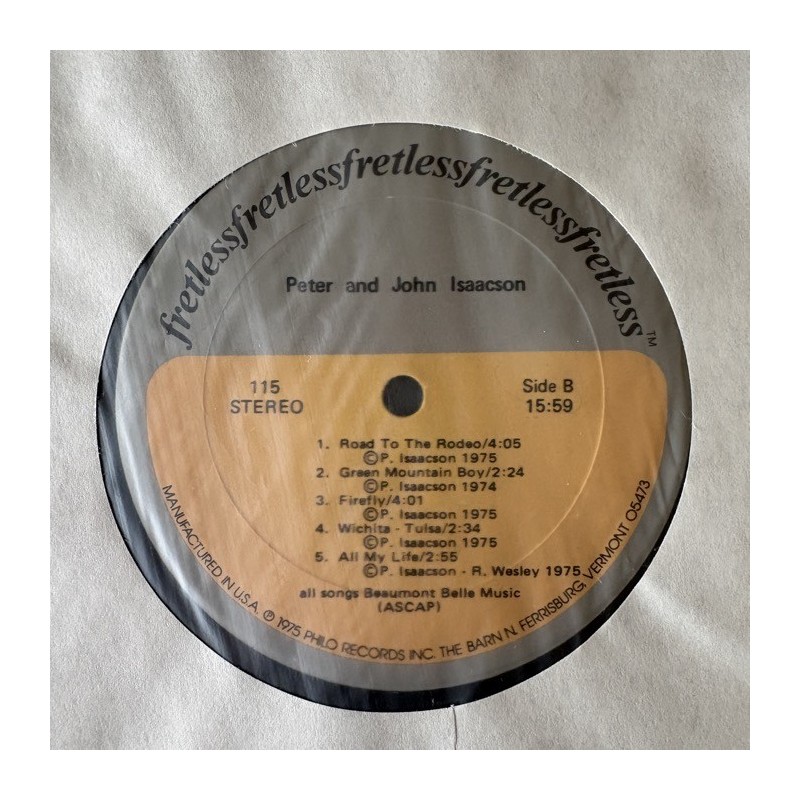 fretlessfretlessfretlessfretlessfretless™
Peter and John Isaacson
115
STEREO
Side B
15:59
1. Road To The Rodeo/4:05
©P. Isaacson 1975
2. Green Mountain Boy/2:24
©P. Isaacson 1974
3. Firefly/4:01
©P. Isaacson 1975
4. Wichita - Tulsa/2:34
©P. Isaacson 1975
5. All My Life/2:55
©P. Isaacson - R. Wesley 1975
all songs Beaumont Belle Music
(ASCAP)
MANUFACTURED IN U.S.A. ℗ 1975 PHILO RECORDS INC. THE BARN N. FERRISBURG, VERMONT 05473